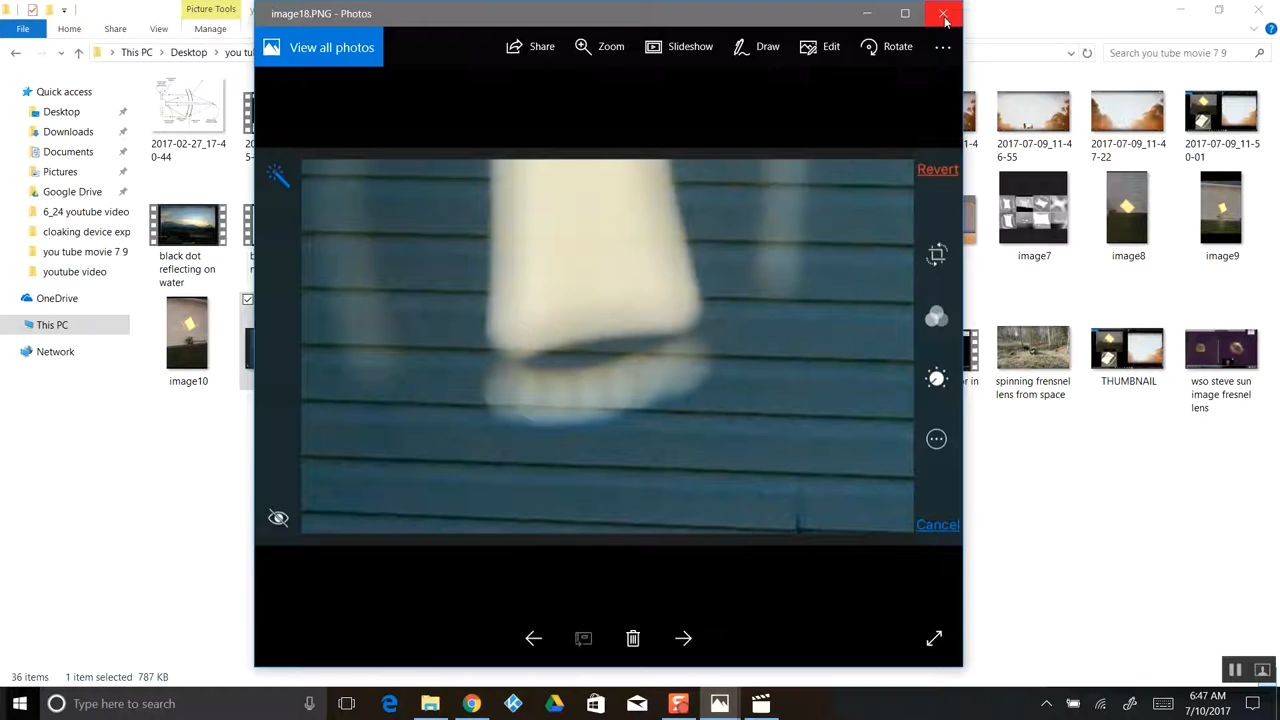 Picture Tools
image18.PNG - Photos
File
Home
Share
View
Manage
View all photos
Share
Zoom
Slideshow
Draw
Edit
Rotate
This PC
Desktop
you tu
Search you tube movie 7 9
Quick access
Desktop
Downloads
Documents
Pictures
Google Drive
6_24 youtube video
cloaking device exp
you tube movie 7 9
youtube video
OneDrive
This PC
Network
2017-02-27_17-4
0-44
black dot
reflecting on
water
image10
Revert
Cancel
2017-07-09_11-4
6-55
2017-07-09_11-4
7-22
2017-07-09_11-5
0-01
image7
image8
image9
spinning frensnel
lens from space
THUMBNAIL
wso steve sun
image fresnel
lens
36 items
1 item selected 787 KB
Type here to search
6:47 AM
7/10/2017